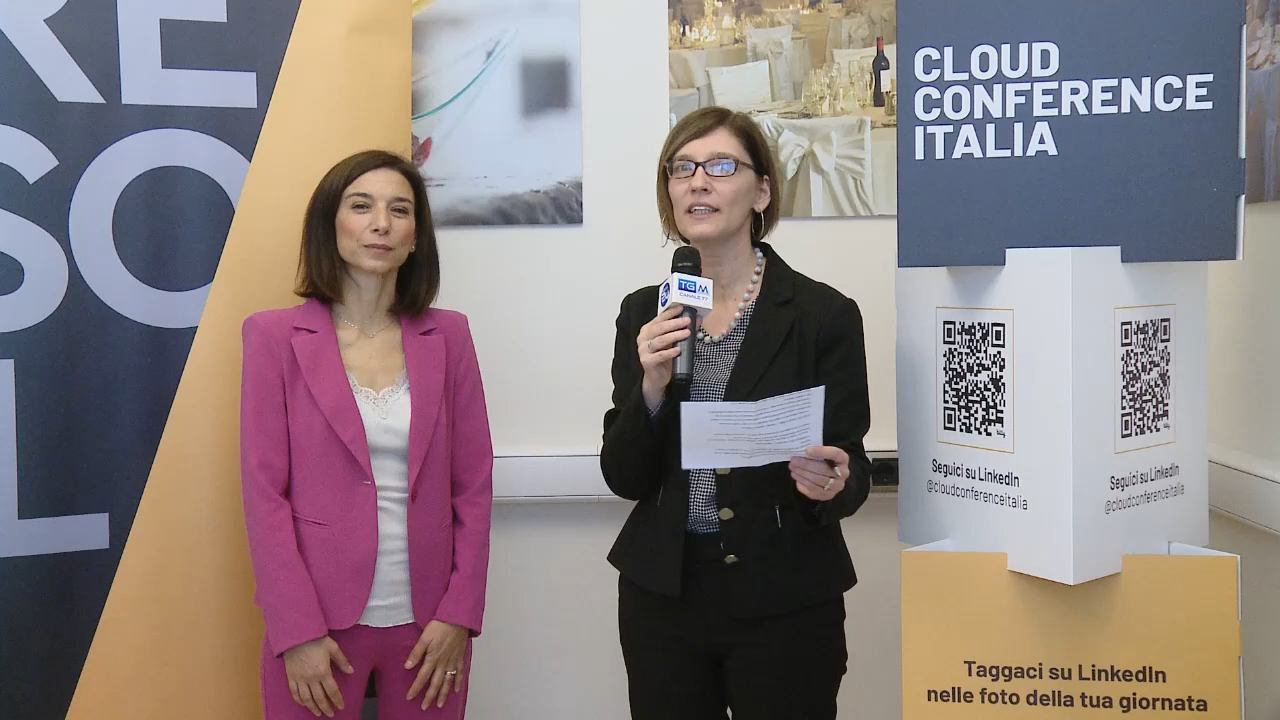 RE
SO
L
TGM
CANALE 77
CLOUD
CONFERENCE
ITALIA
Seguici su LinkedIn
@cloudconferenceitalia
Seguici su LinkedIn
@cloudconferenceitalia
Taggaci su LinkedIn
nelle foto della tua giornata